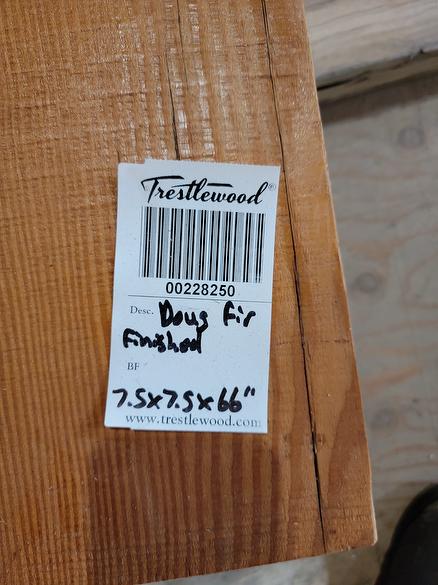 Trestlewood®
00228250
Desc. Doug Fir
Finished
BF
7.5x7.5x66"
www.trestlewood.com